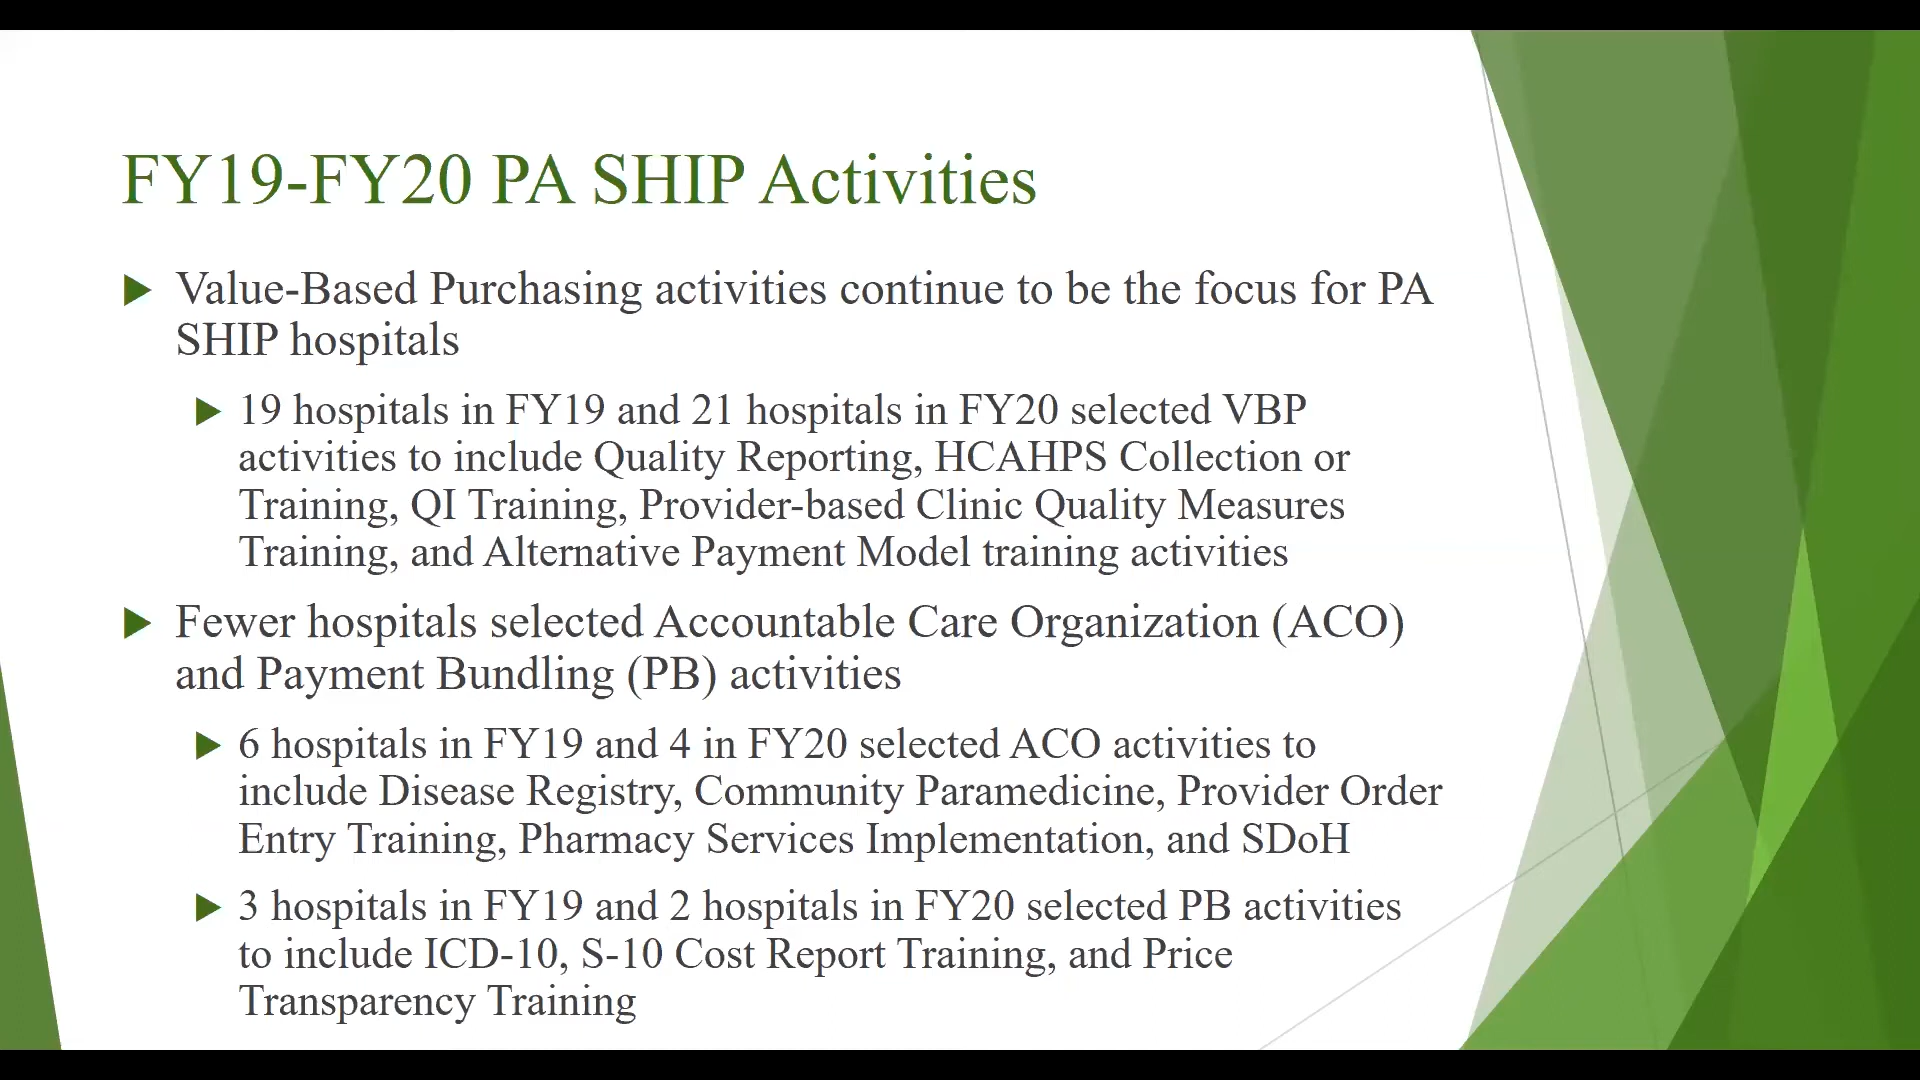 FY19-FY20 PA SHIP Activities
Value-Based Purchasing activities continue to be the focus for PA
SHIP hospitals
19 hospitals in FY19 and 21 hospitals in FY20 selected VBP
activities to include Quality Reporting, HCAHPS Collection or
Training, QI Training, Provider-based Clinic Quality Measures
Training, and Alternative Payment Model training activities
Fewer hospitals selected Accountable Care Organization (ACO)
and Payment Bundling (PB) activities
6 hospitals in FY19 and 4 in FY20 selected ACO activities to
include Disease Registry, Community Paramedicine, Provider Order
Entry Training, Pharmacy Services Implementation, and SDoH
3 hospitals in FY19 and 2 hospitals in FY20 selected PB activities
to include ICD-10, S-10 Cost Report Training, and Price
Transparency Training